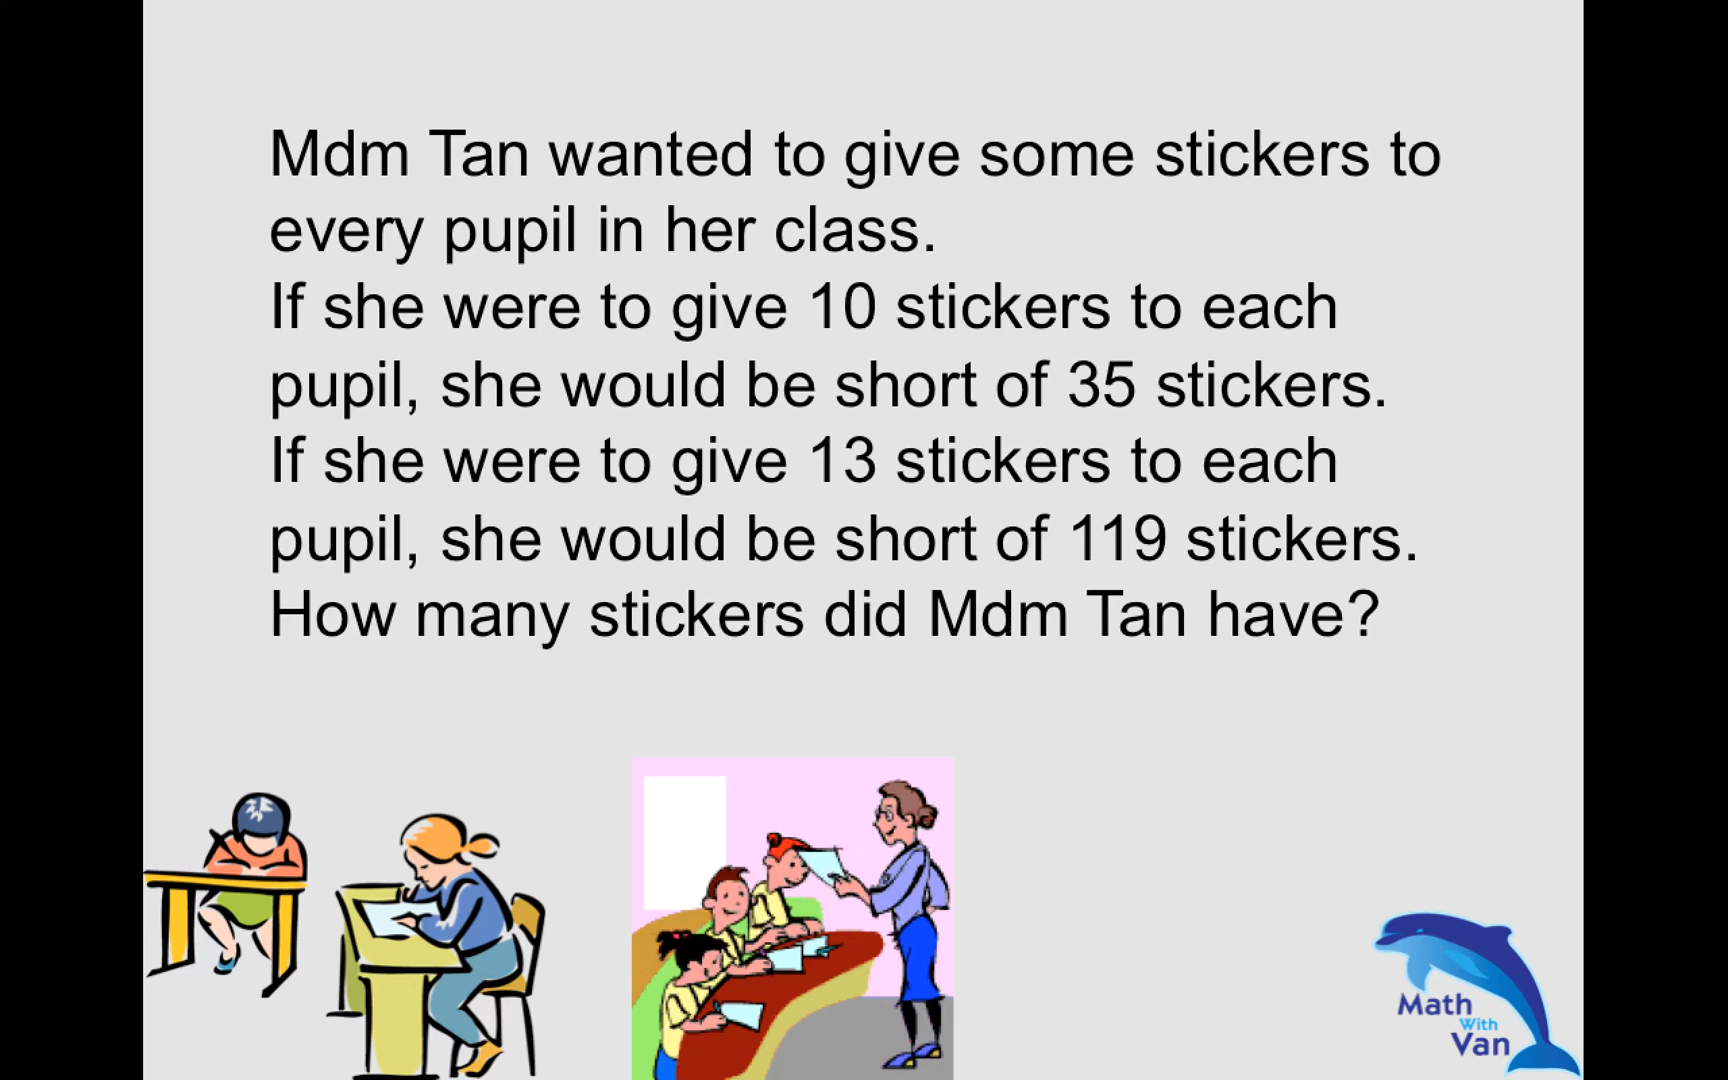 Mdm Tan wanted to give some stickers to
every pupil in her class.
If she were to give 10 stickers to each
pupil, she would be short of 35 stickers.
If she were to give 13 stickers to each
pupil, she would be short of 119 stickers.
How many stickers did Mdm Tan have?
Math
With
Van